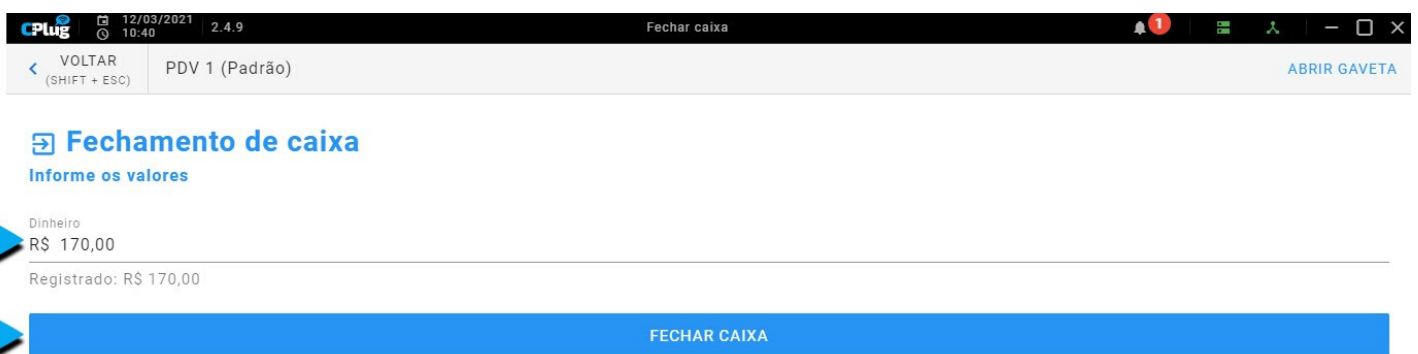 CPlug 12/03/2021 10:40 2.4.9 Fechar caixa 1
VOLTAR
(SHIFT + ESC)
PDV 1 (Padrão)
ABRIR GAVETA
Fechamento de caixa
Informe os valores
Dinheiro
R$ 170,00
Registrado: R$ 170,00
FECHAR CAIXA